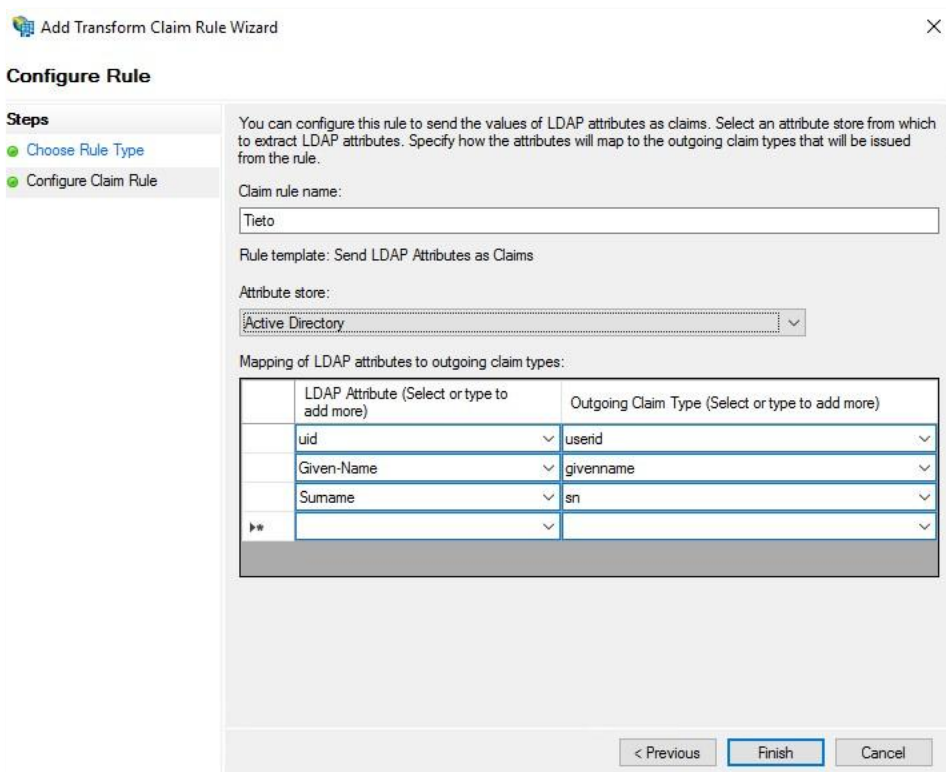 Add Transform Claim Rule Wizard
Configure Rule
Steps
Choose Rule Type
Configure Claim Rule
You can configure this rule to send the values of LDAP attributes as claims. Select an attribute store from which
to extract LDAP attributes. Specify how the attributes will map to the outgoing claim types that will be issued
from the rule.
Claim rule name:
Tieto
Rule template: Send LDAP Attributes as Claims
Attribute store:
Active Directory
Mapping of LDAP attributes to outgoing claim types:
LDAP Attribute (Select or type to
add more)
Outgoing Claim Type (Select or type to add more)
uid userid
Given-Name givenname
Surname sn
< Previous Finish Cancel